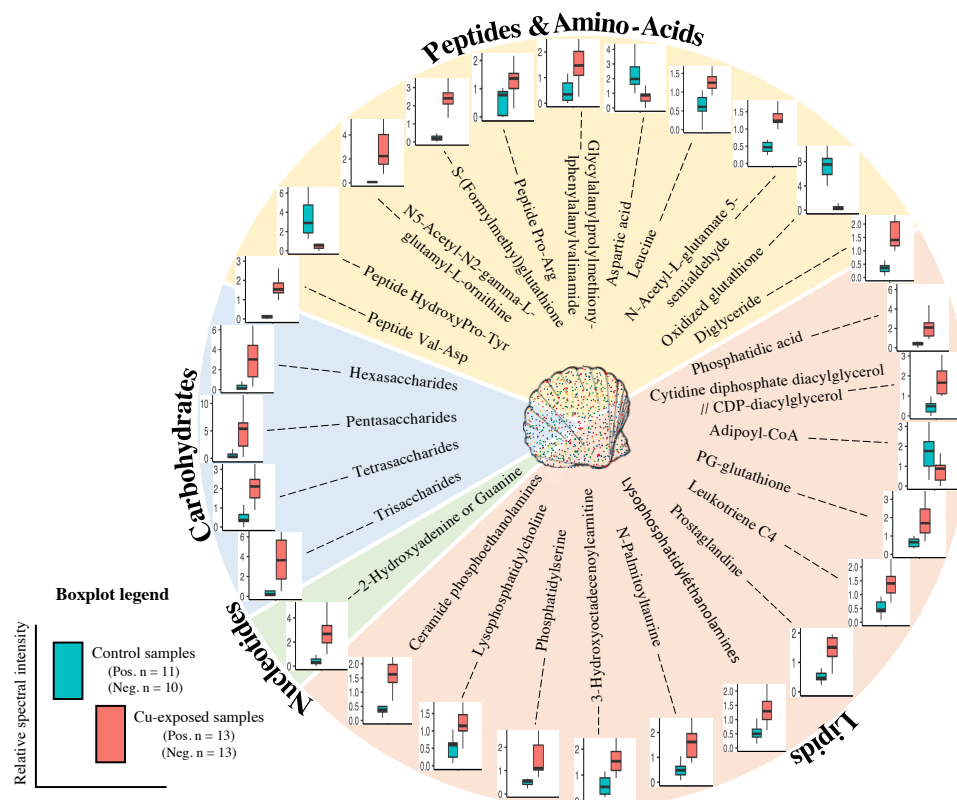 Peptides & Amino-Acids
Glycylalanylprolylmethiony-
lphenylalanylvalinamide
Peptide Pro-Arg
S-(Formylmethyl)glutathione
N5-Acetyl-N2-gamma-L-
glutamyl-L-ornithine
Peptide HydroxyPro-Tyr
Peptide Val-Asp
Aspartic acid
Leucine
N-Acetyl-L-glutamate 5-
semialdehyde
Oxidized glutathione
Diglyceride
Carbohydrates
Hexasaccharides
Pentasaccharides
Tetrasaccharides
Trisaccharides
Nucleotides
2-Hydroxyadenine or Guanine
Lipids
Phosphatidic acid
Cytidine diphosphate diacylglycerol
// CDP-diacylglycerol
Adipoyl-CoA
PG-glutathione
Leukotriene C4
Prostaglandine
Lysophosphatidyléthanolamines
N-Palmitoyltaurine
3-Hydroxyoctadecenoylcarnitine
Phosphatidylserine
Lysophosphatidylcholine
Ceramide phosphoethanolamines
Boxplot legend
Relative spectral intensity
Control samples
(Pos. n = 11)
(Neg. n = 10)
Cu-exposed samples
(Pos. n = 13)
(Neg. n = 13)